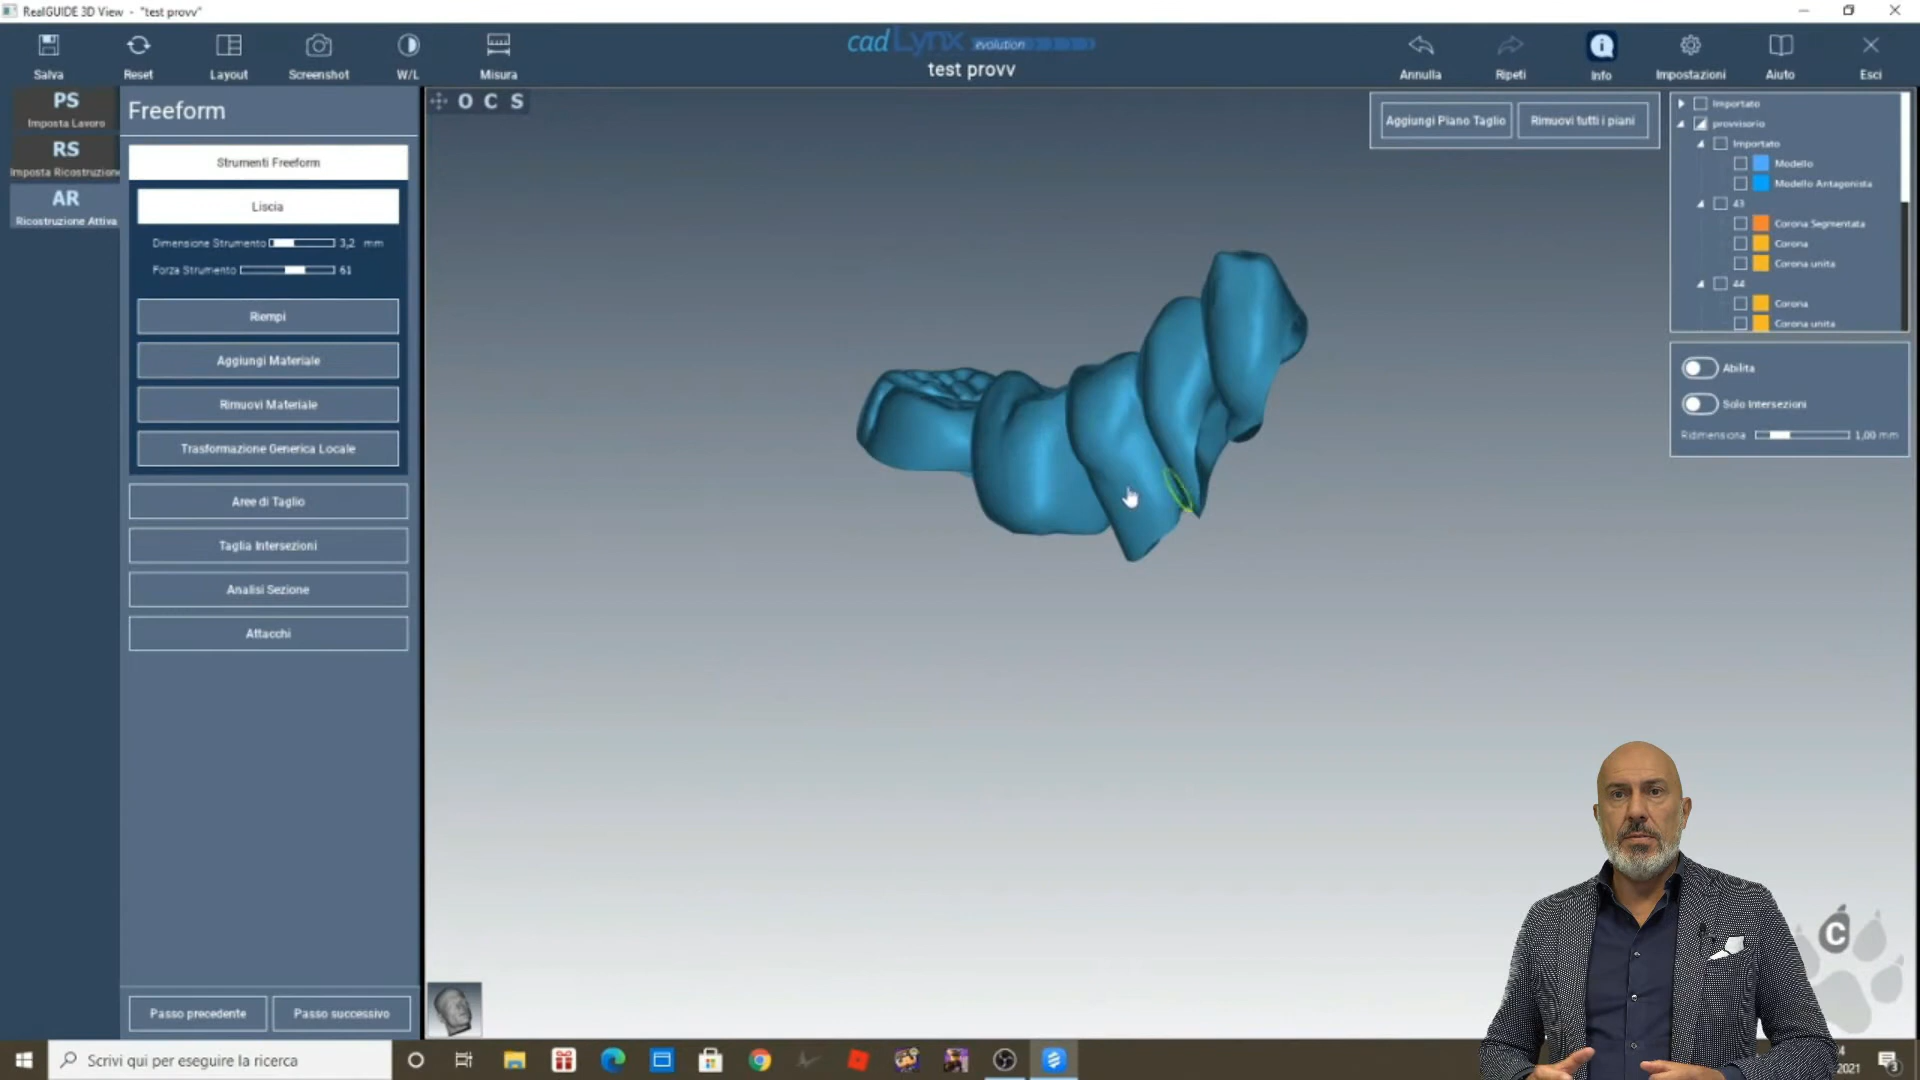 RealGUIDE 3D View - "test provv"
Salva
Reset
Layout
Screenshot
W/L
Misura
cadLynx evolution
test provv
Annulla
Ripeti
Info
Impostazioni
Aiuto
Esci
PS
Imposta Lavoro
RS
Imposta Ricostruzione
AR
Ricostruzione Attiva
Freeform
Strumenti Freeform
Liscia
Dimensione Strumento 3,2 mm
Forza Strumento 61
Riempi
Aggiungi Materiale
Rimuovi Materiale
Trasformazione Generica Locale
Aree di Taglio
Taglia Intersezioni
Analisi Sezione
Attacchi
Passo precedente
Passo successivo
O C S
Aggiungi Piano Taglio
Rimuovi tutti i piani
Importato
provvisorio
Importato
Modello
Modello Antagonista
43
Corona Segmentata
Corona
Corona unita
44
Corona
Corona unita
Abilita
Solo Intersezioni
Ridimensiona 1,00 mm
C
Scrivi qui per eseguire la ricerca
4
2021
3